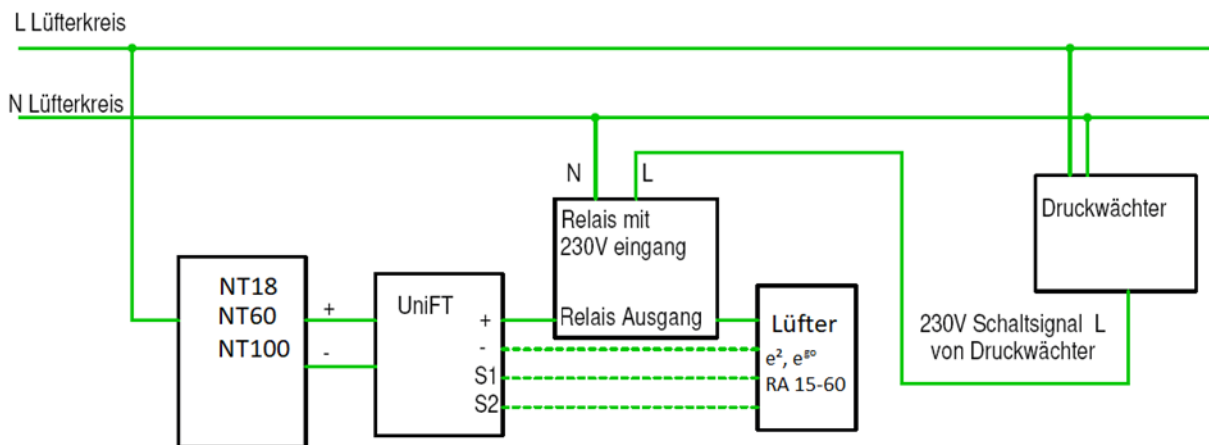 L Lüfterkreis
N Lüfterkreis
N
L
Relais mit
230V eingang
Relais Ausgang
Druckwächter
NT18
NT60
NT100
+
-
UniFT
+
-
S1
S2
Lüfter
e², eᵍᵒ
RA 15-60
230V Schaltsignal L
von Druckwächter